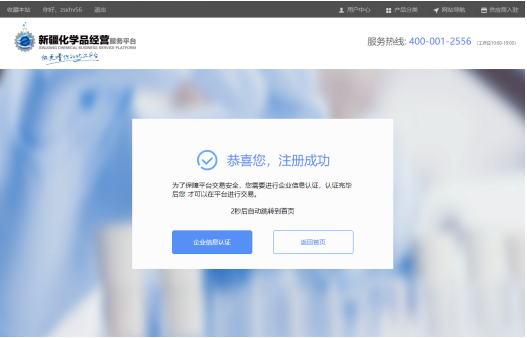 收藏本站 你好, zsxhx56 退出 用户中心 产品分类 网站导航 供应商入驻
新疆化学品经营服务平台
XINJIANG CHEMICAL BUSINESS SERVICE PLATFORM
服务热线: 400-001-2556 (工作日10:00-19:00)
恭喜您，注册成功
为了保障平台交易安全，您需要进行企业信息认证，认证完毕
后您 才可以在平台进行交易。
2秒后自动跳转到首页
企业信息认证 返回首页